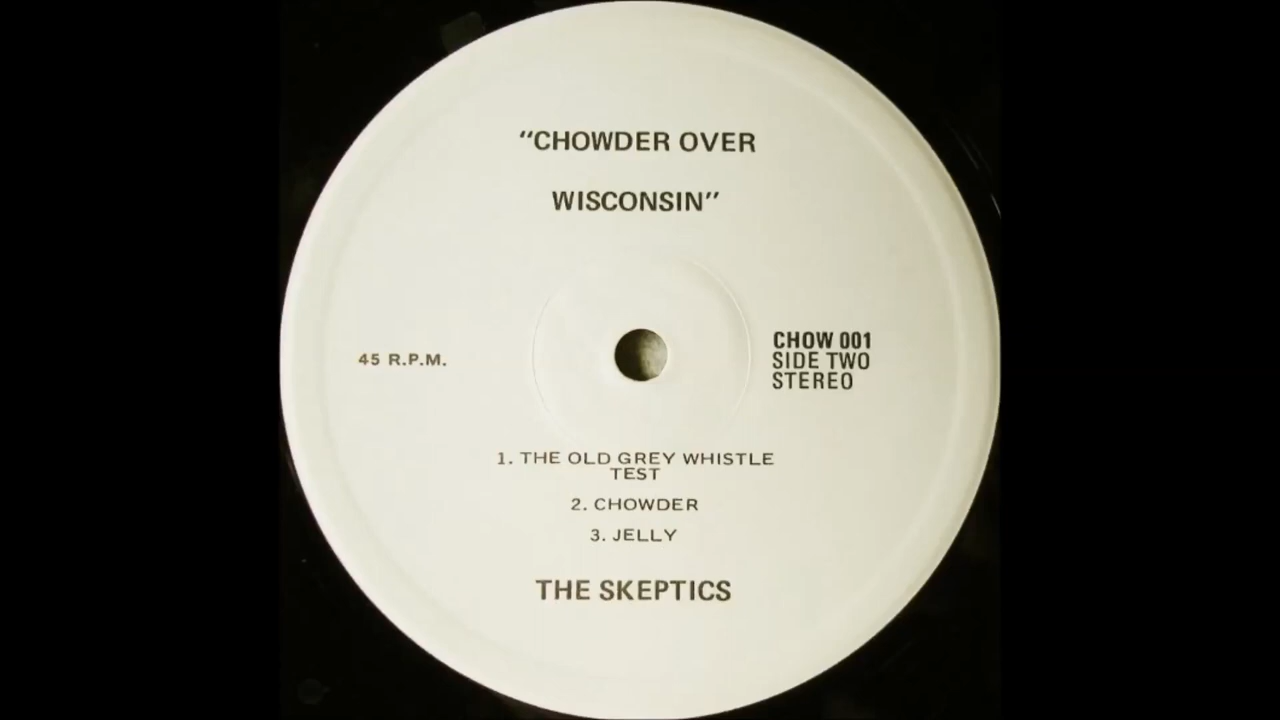 "CHOWDER OVER
WISCONSIN"
45 R.P.M.
CHOW 001
SIDE TWO
STEREO
1. THE OLD GREY WHISTLE
TEST
2. CHOWDER
3. JELLY
THE SKEPTICS